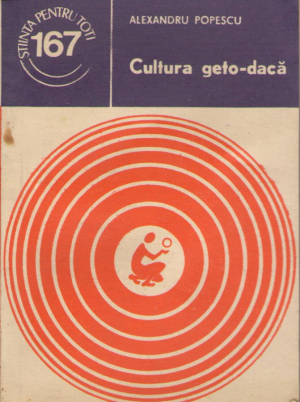 ȘTIINȚA PENTRU TOȚI
167
ALEXANDRU POPESCU
Cultura geto-dacă